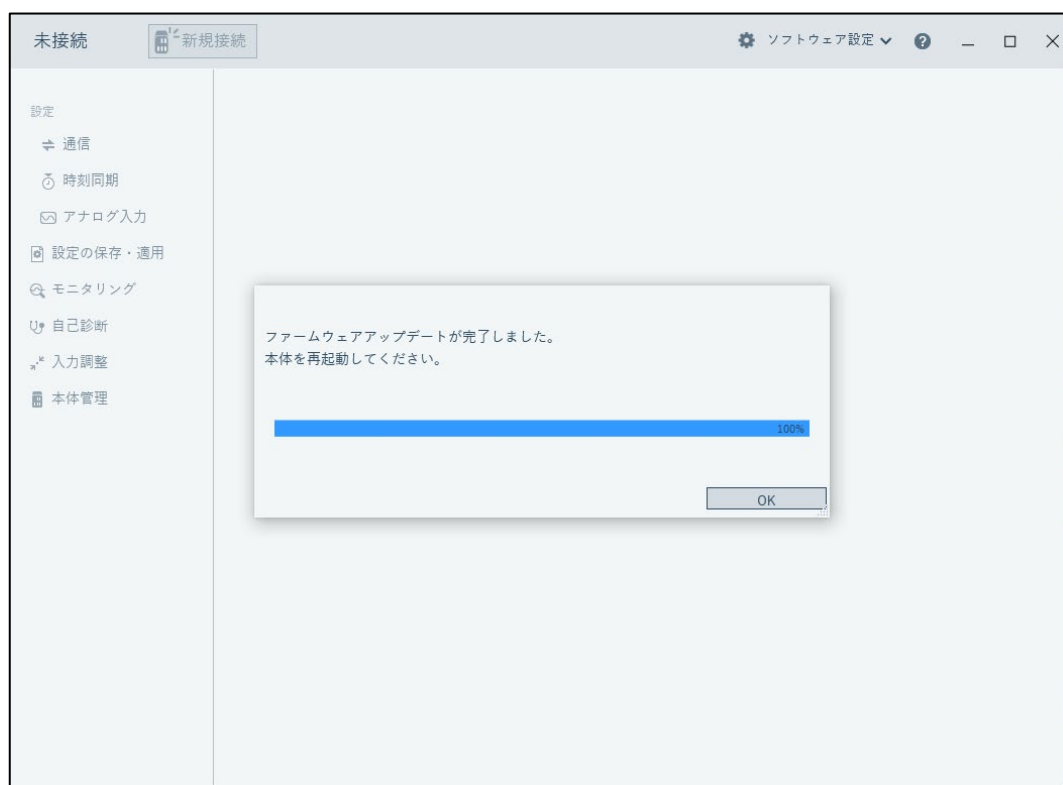 未接続
新規接続
ソフトウェア設定
設定
通信
時刻同期
アナログ入力
設定の保存・適用
モニタリング
自己診断
入力調整
本体管理
ファームウェアアップデートが完了しました。
本体を再起動してください。
100%
OK